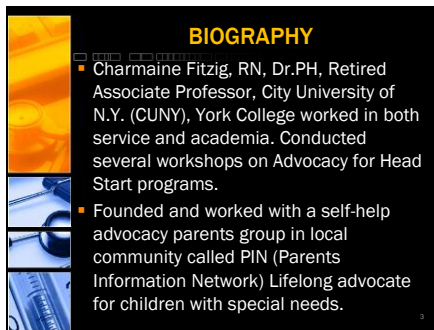 BIOGRAPHY
Charmaine Fitzig, RN, Dr.PH, Retired
Associate Professor, City University of
N.Y. (CUNY), York College worked in both
service and academia. Conducted
several workshops on Advocacy for Head
Start programs.
Founded and worked with a self-help
advocacy parents group in local
community called PIN (Parents
Information Network) Lifelong advocate
for children with special needs.
3